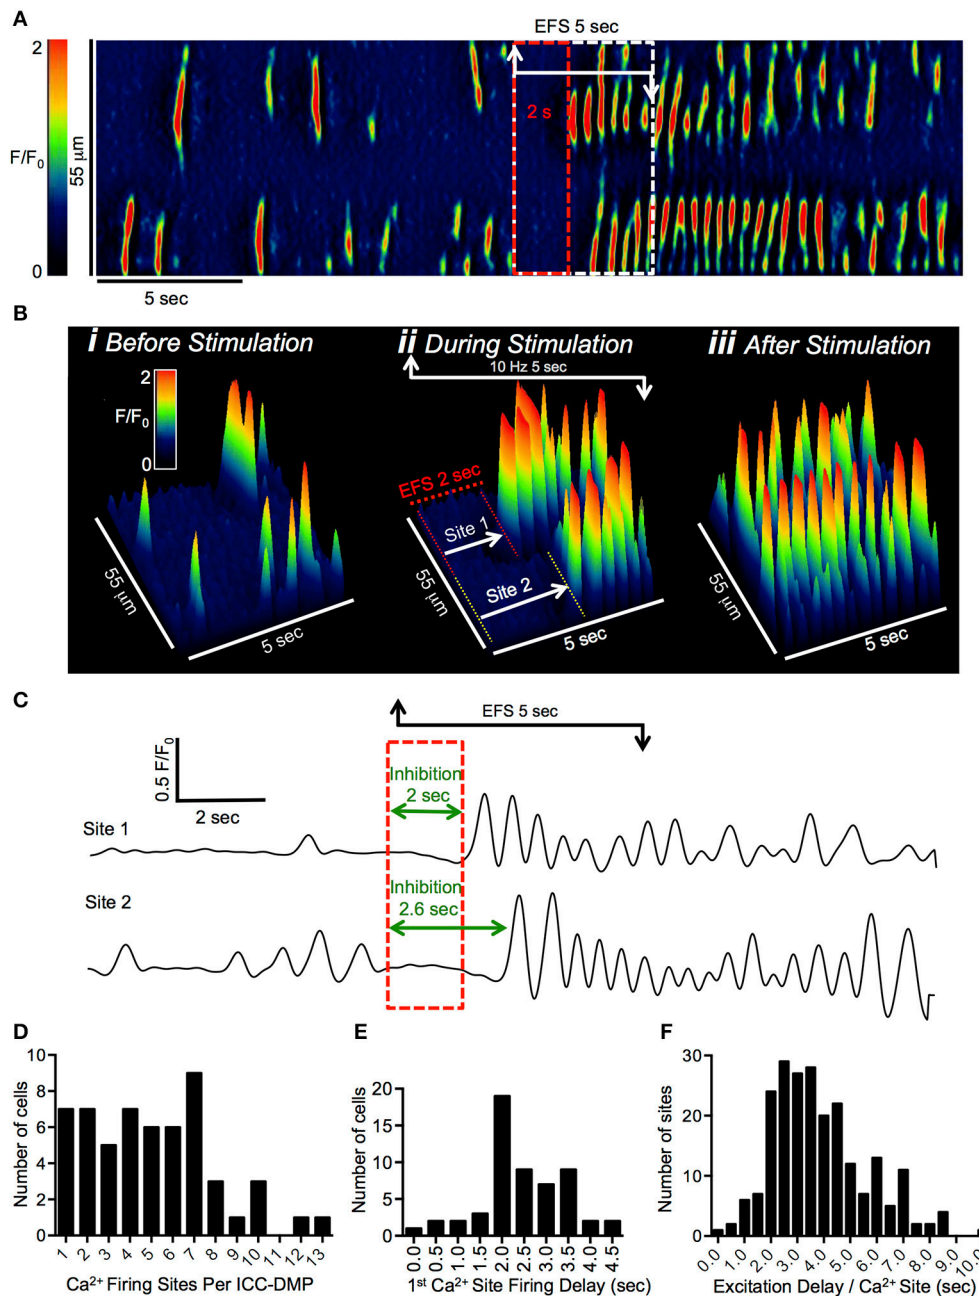 A
EFS 5 sec
2
F/F0
0
55 µm
2 s
5 sec
B
i Before Stimulation
2
F/F0
0
55 µm
5 sec
ii During Stimulation
10 Hz 5 sec
EFS 2 sec
Site 1
Site 2
55 µm
5 sec
iii After Stimulation
55 µm
5 sec
C
EFS 5 sec
0.5 F/F0
2 sec
Inhibition
2 sec
Site 1
Inhibition
2.6 sec
Site 2
D
Number of cells
10
8
6
4
2
0
1 2 3 4 5 6 7 8 9 10 11 12 13
Ca2+ Firing Sites Per ICC-DMP
E
Number of cells
20
15
10
5
0
0.0 0.5 1.0 1.5 2.0 2.5 3.0 3.5 4.0 4.5
1st Ca2+ Site Firing Delay (sec)
F
Number of sites
30
20
10
0
0.0 1.0 2.0 3.0 4.0 5.0 6.0 7.0 8.0 9.0 10.0
Excitation Delay / Ca2+ Site (sec)